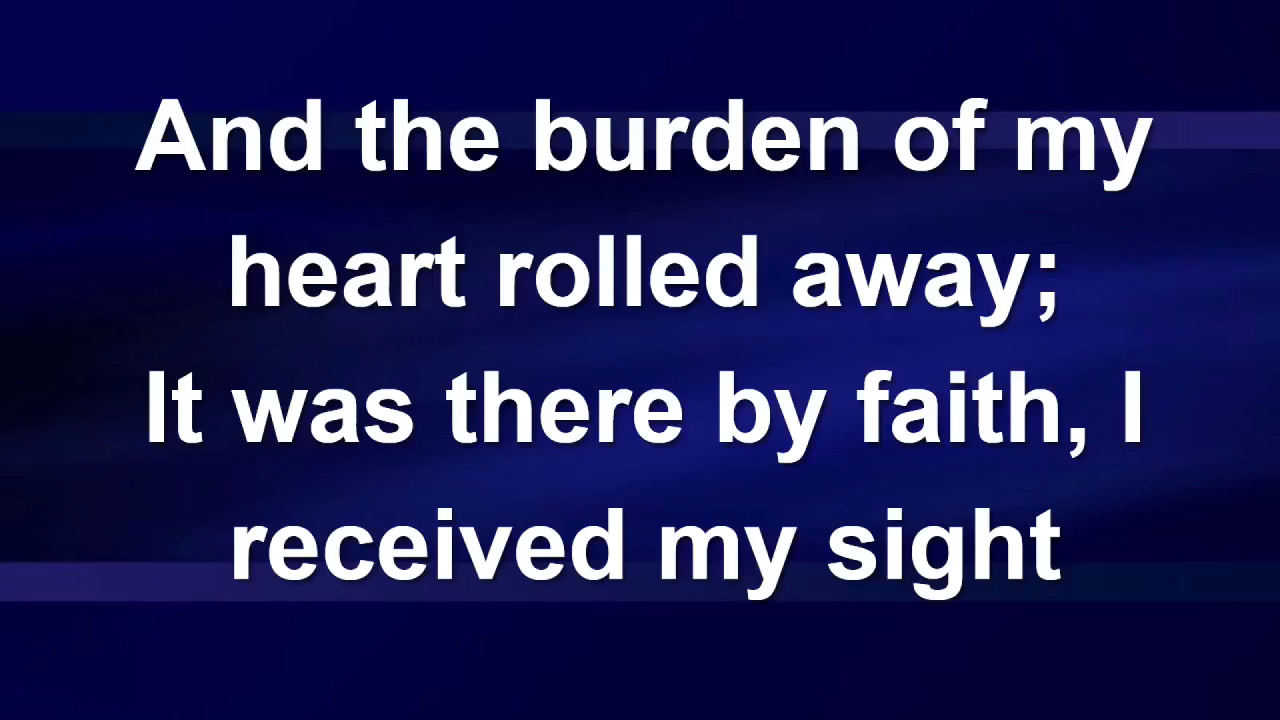 And the burden of my
heart rolled away;
It was there by faith, I
received my sight